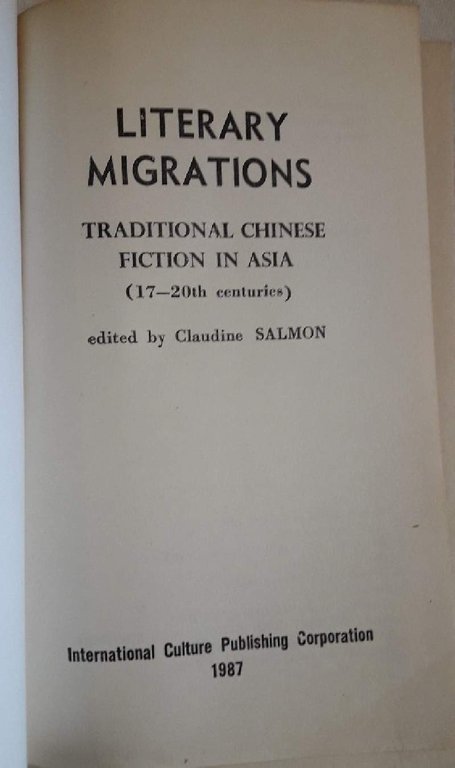 LITERARY
MIGRATIONS
TRADITIONAL CHINESE
FICTION IN ASIA
(17—20th centuries)
edited by Claudine SALMON
International Culture Publishing Corporation
1987